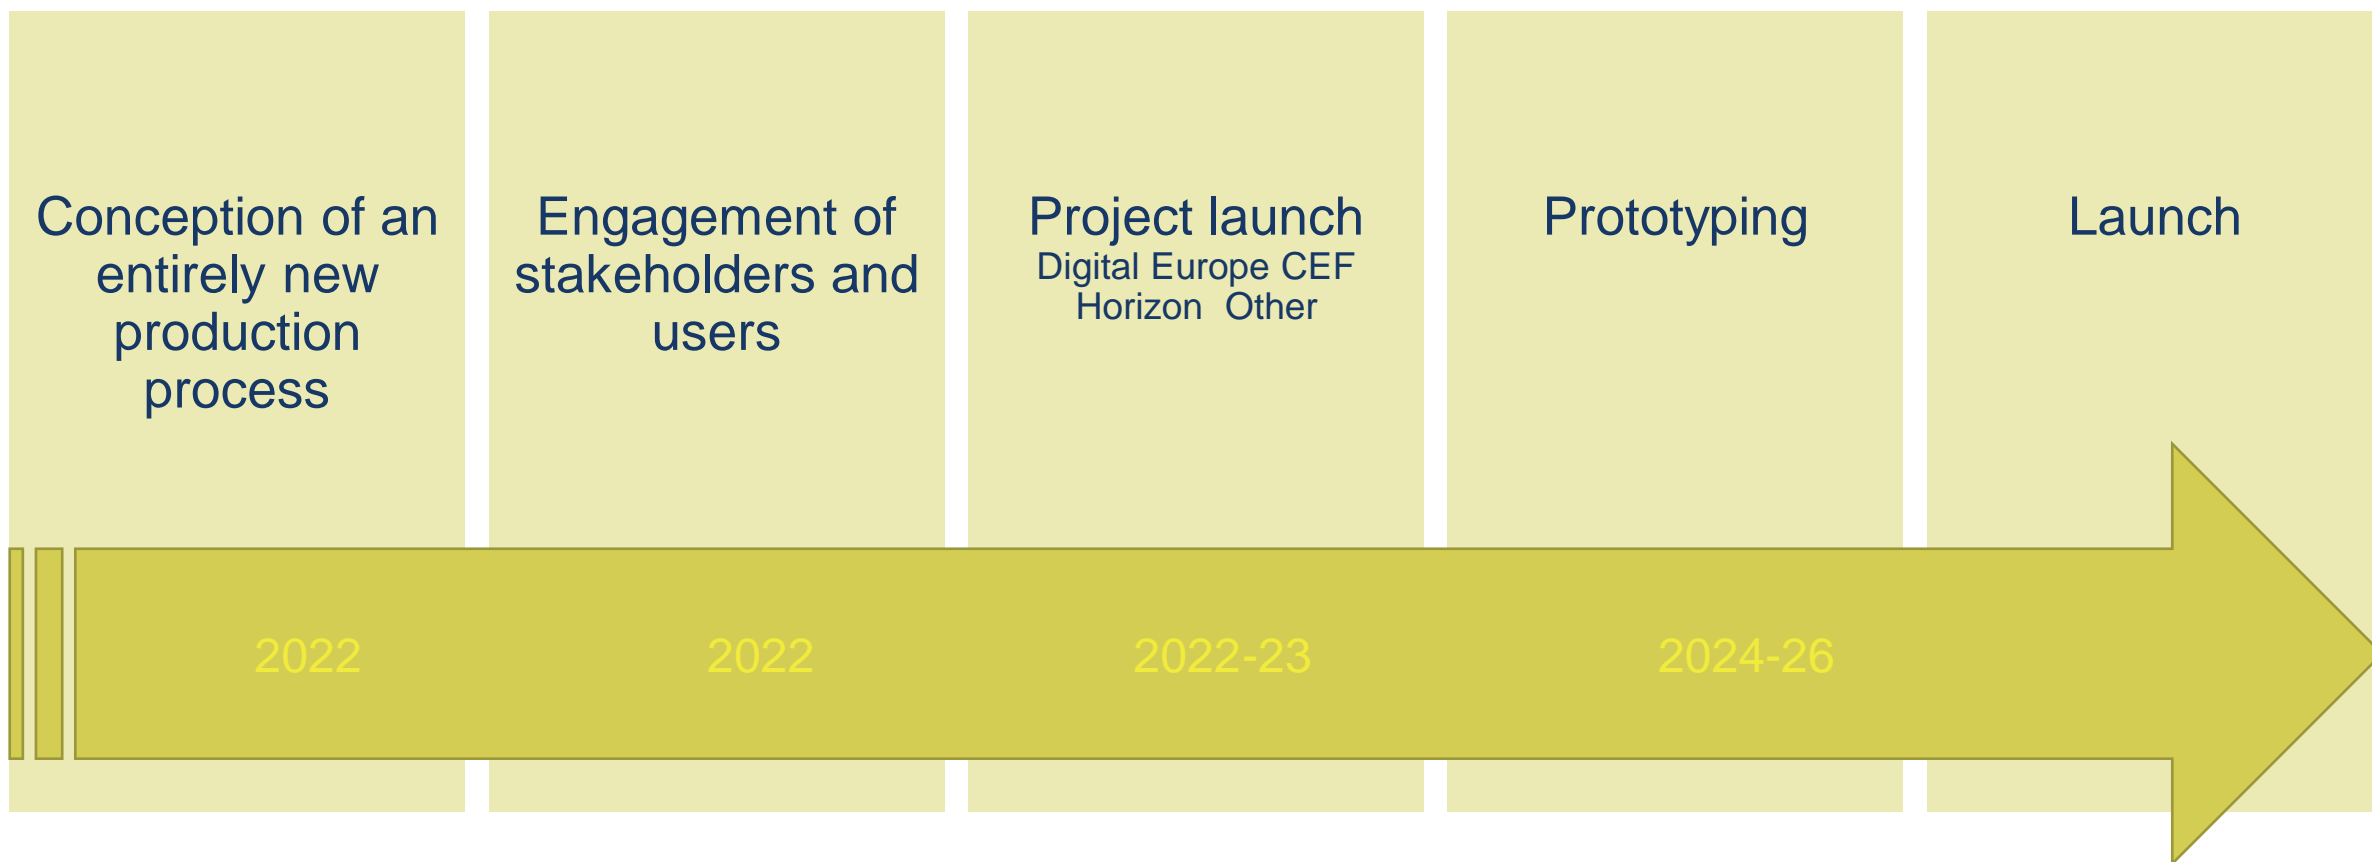 Conception of an
entirely new
production
process
Engagement of
stakeholders and
users
Project launch
Digital Europe CEF
Horizon  Other
Prototyping
Launch
2022
2022
2022-23
2024-26